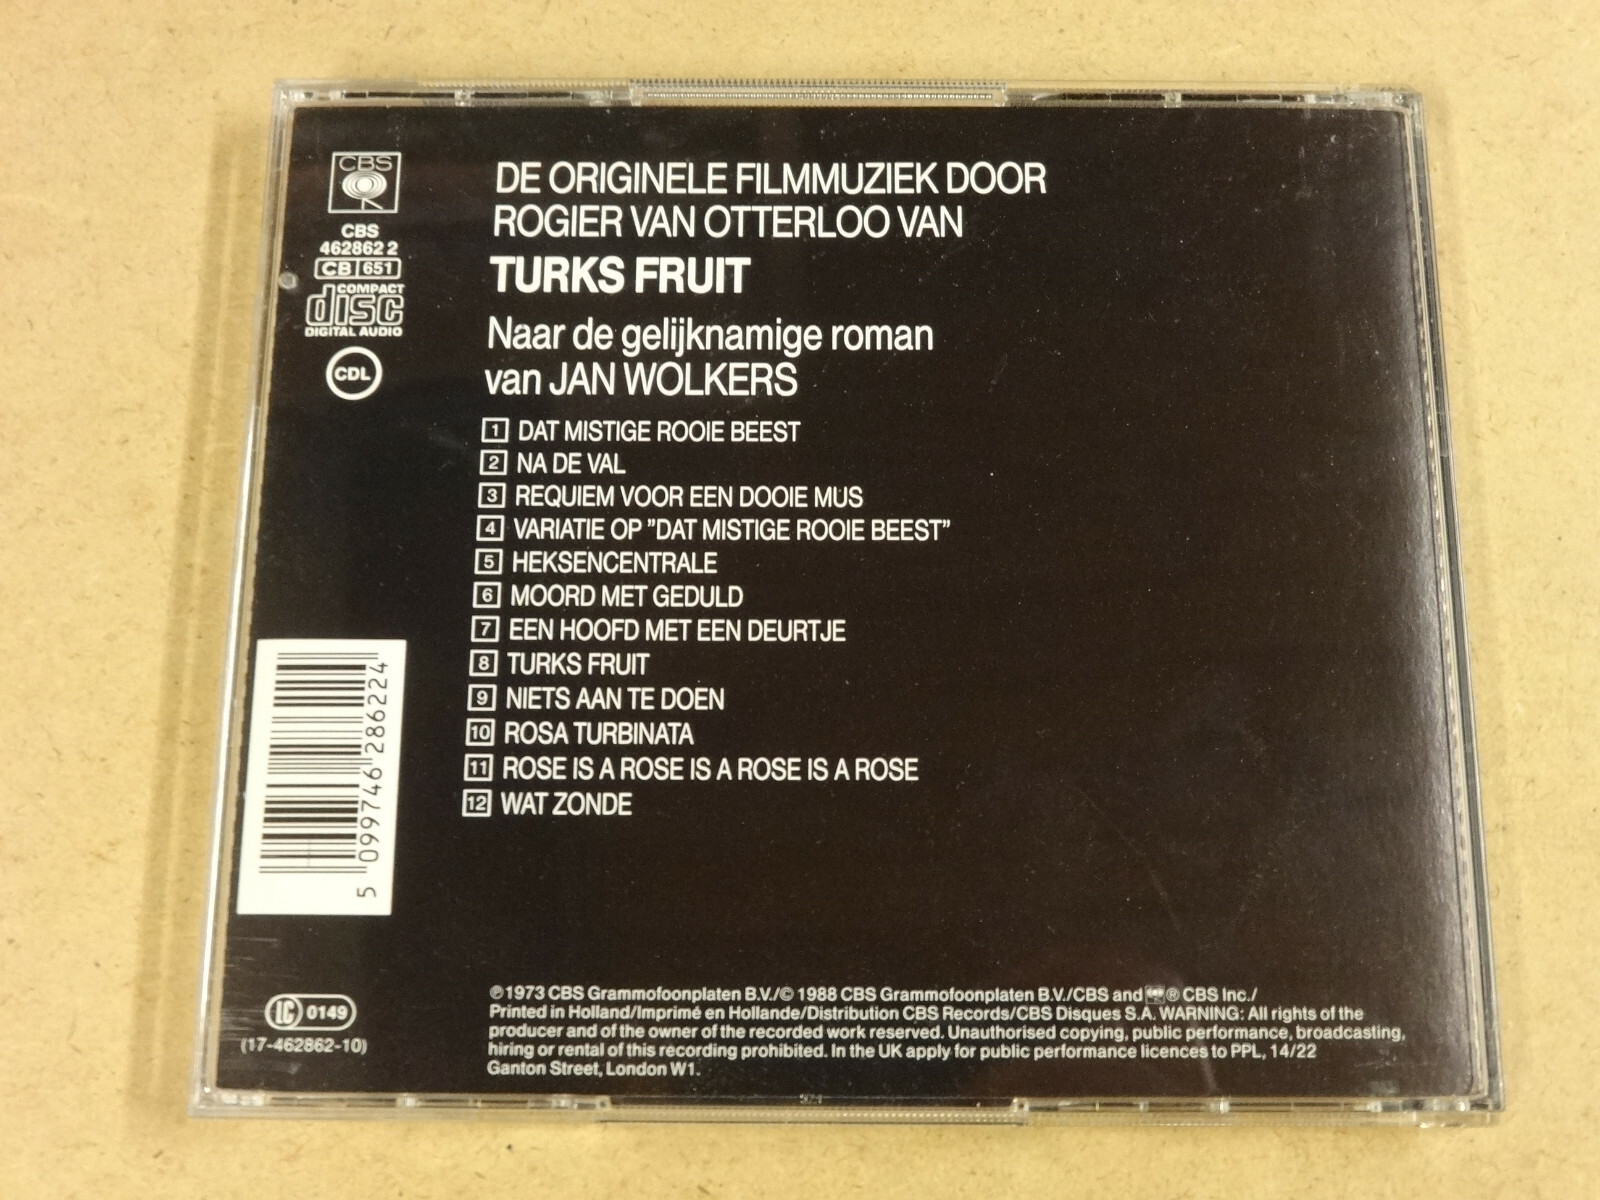 CBS
CBS
462862 2
CB 651
COMPACT
disc
DIGITAL AUDIO
CDL
DE ORIGINELE FILMMUZIEK DOOR
ROGIER VAN OTTERLOO VAN
TURKS FRUIT
Naar de gelijknamige roman
van JAN WOLKERS
1 DAT MISTIGE ROOIE BEEST
2 NA DE VAL
3 REQUIEM VOOR EEN DOOIE MUS
4 VARIATIE OP ”DAT MISTIGE ROOIE BEEST”
5 HEKSENCENTRALE
6 MOORD MET GEDULD
7 EEN HOOFD MET EEN DEURTJE
8 TURKS FRUIT
9 NIETS AAN TE DOEN
10 ROSA TURBINATA
11 ROSE IS A ROSE IS A ROSE IS A ROSE
12 WAT ZONDE
5 099746 286224
LC 0149
(17-462862-10)
℗1973 CBS Grammofoonplaten B.V./© 1988 CBS Grammofoonplaten B.V./CBS and ® CBS Inc./
Printed in Holland/Imprimé en Hollande/Distribution CBS Records/CBS Disques S.A. WARNING: All rights of the
producer and of the owner of the recorded work reserved. Unauthorised copying, public performance, broadcasting,
hiring or rental of this recording prohibited. In the UK apply for public performance licences to PPL, 14/22
Ganton Street, London W1.